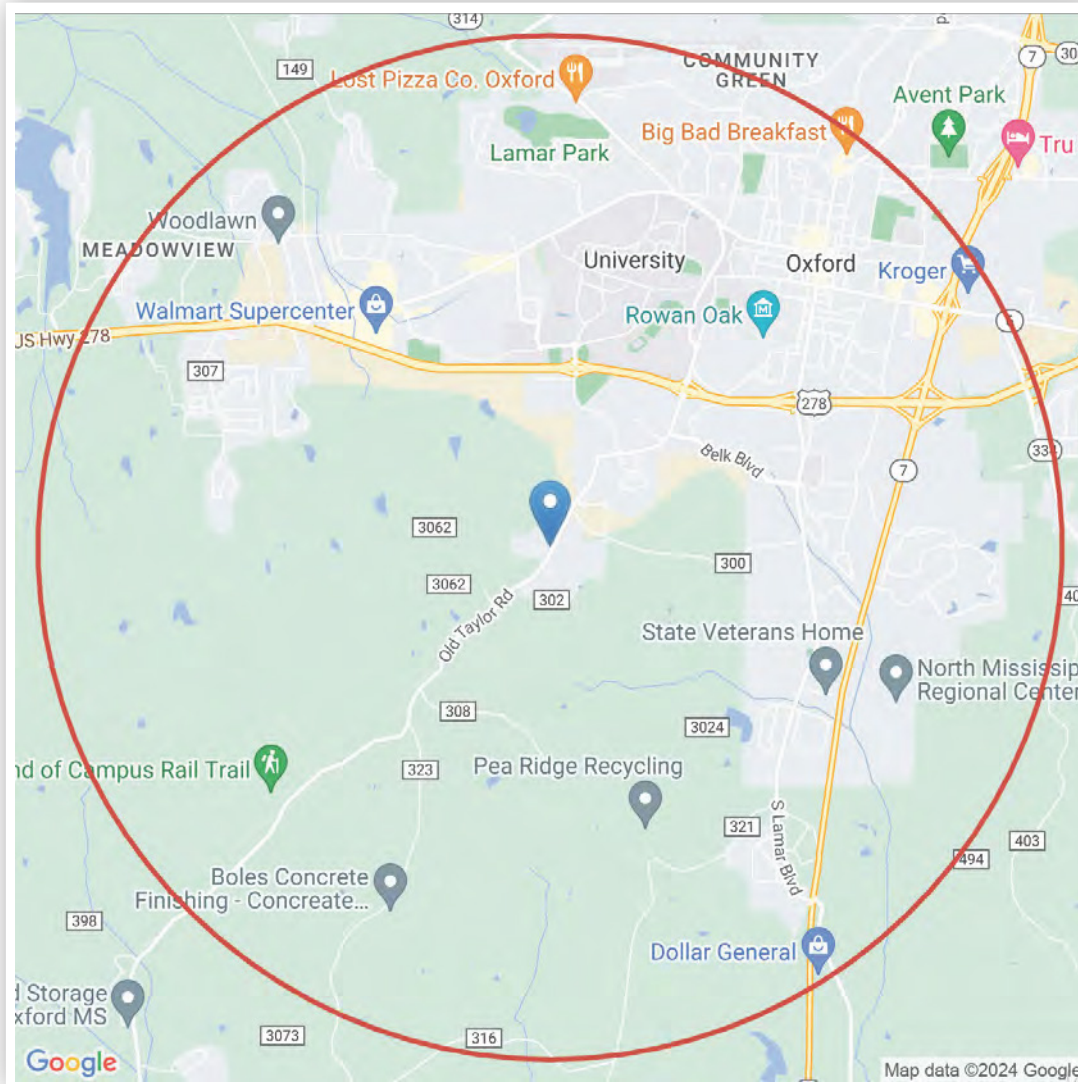 314
7
30
149
COMMUNITY
GREEN
Lost Pizza Co. Oxford
Avent Park
Big Bad Breakfast
Tru
Lamar Park
Woodlawn
MEADOWVIEW
University
Oxford
Kroger
Walmart Supercenter
Rowan Oak
US Hwy 278
6
307
278
334
Belk Blvd
7
3062
300
3062
302
40
Old Taylor Rd
State Veterans Home
North Mississip
Regional Center
308
3024
nd of Campus Rail Trail
323
Pea Ridge Recycling
S Lamar Blvd
321
403
494
Boles Concrete
Finishing - Concreate...
398
Dollar General
d Storage
xford MS
3073
316
Google
Map data ©2024 Google